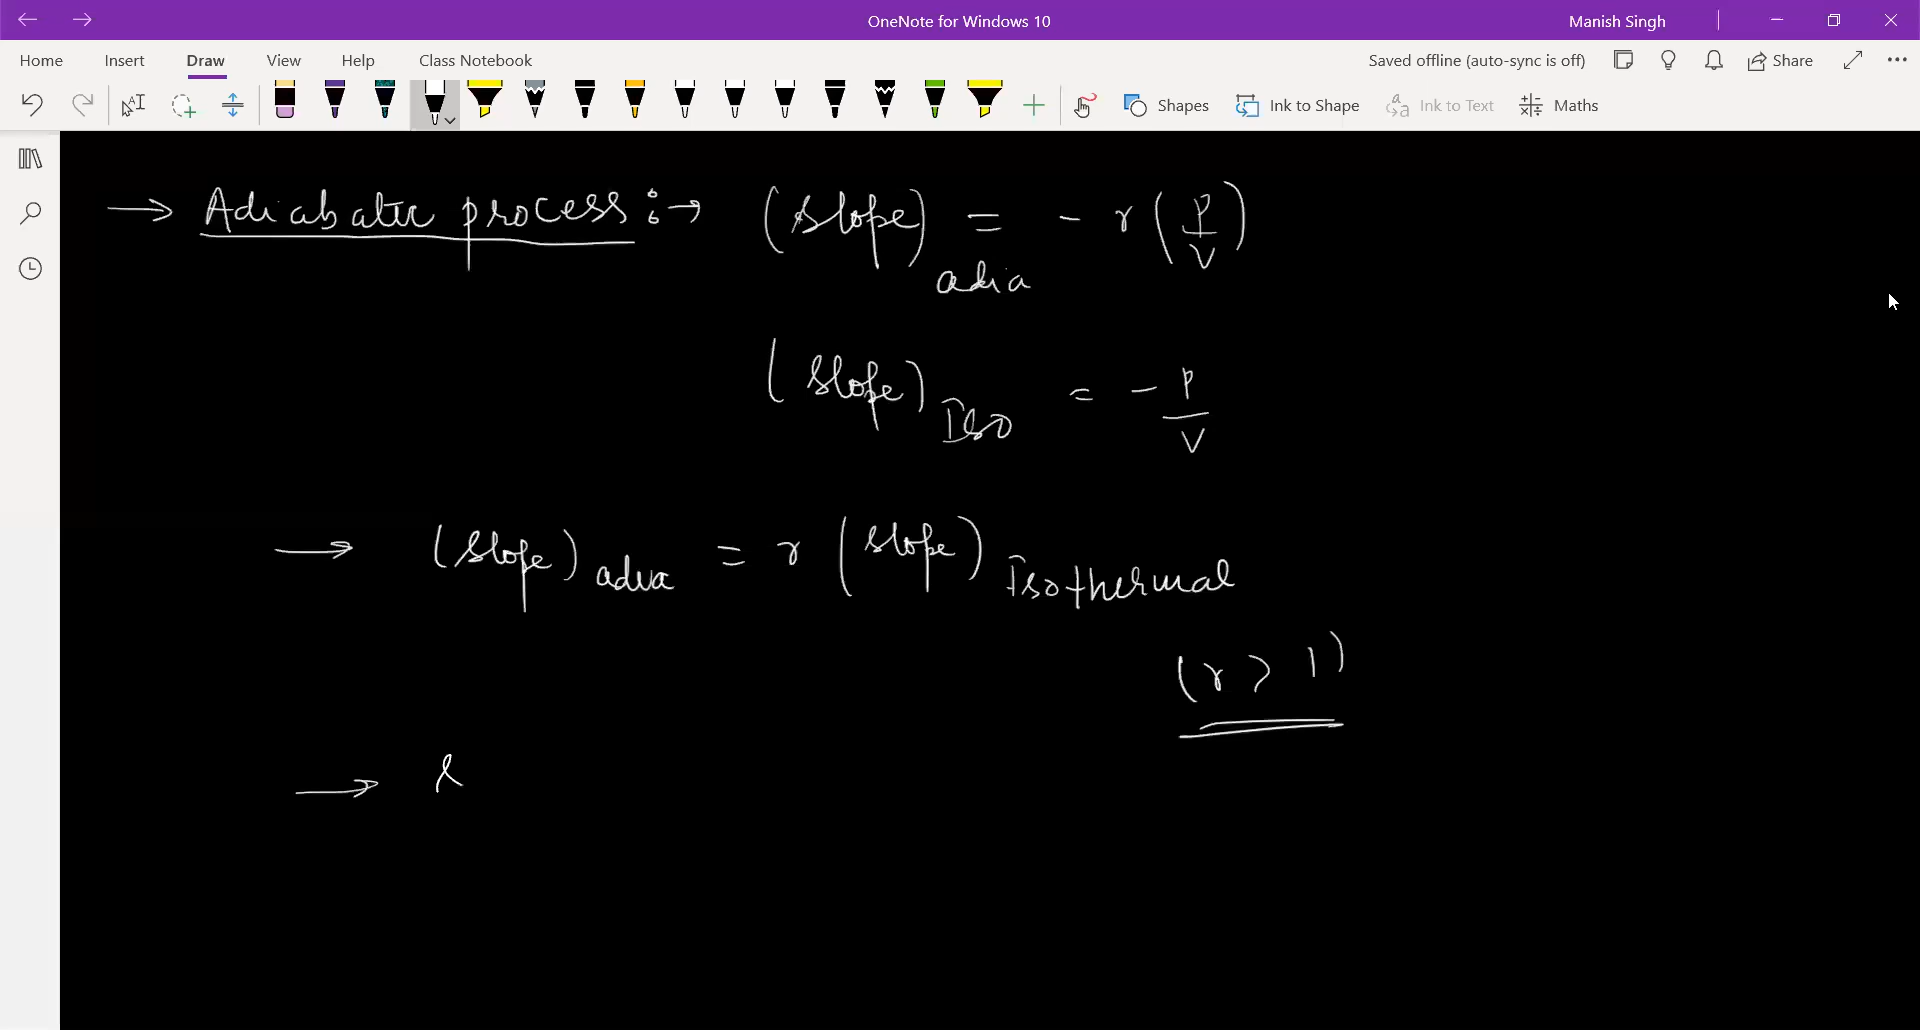 OneNote for Windows 10
Manish Singh
Home Insert Draw View Help Class Notebook
Saved offline (auto-sync is off) Share
Shapes Ink to Shape Ink to Text Maths
→ Adiabatic process :→ (slope) adia = - γ (P/V)
(slope) Iso = - P/V
→ (slope) adia = γ (slope) Isothermal
(γ > 1)
→